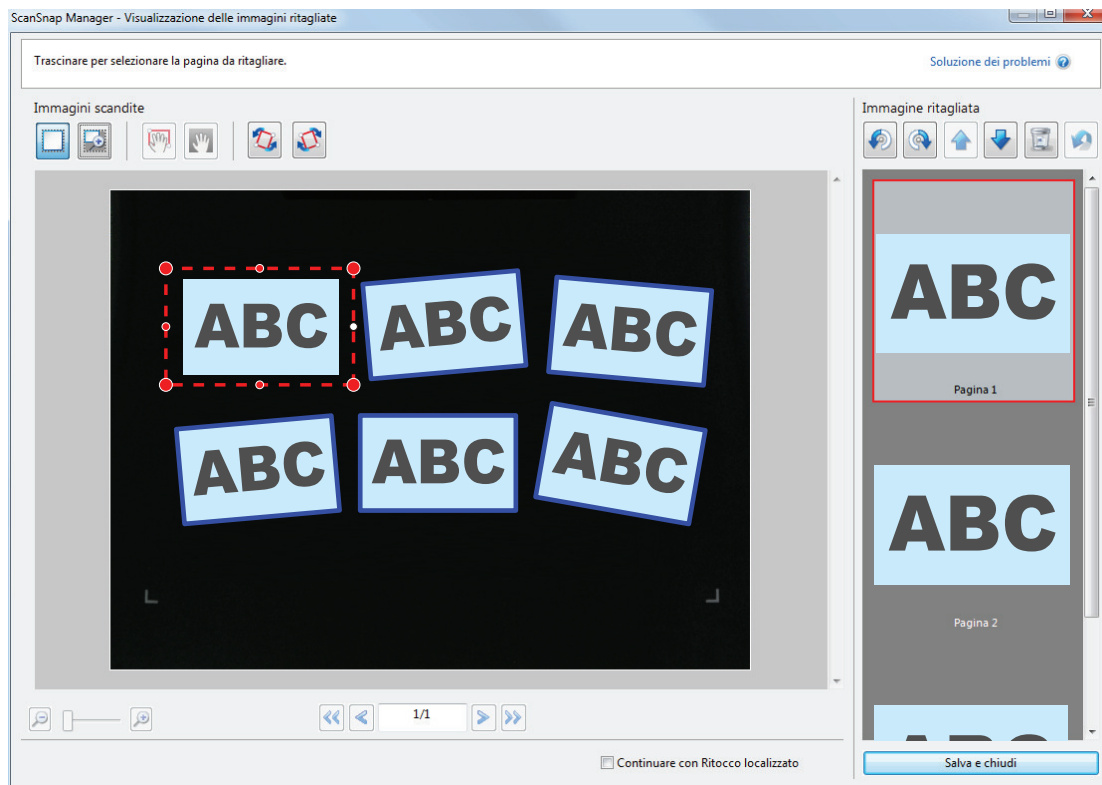 ScanSnap Manager - Visualizzazione delle immagini ritagliate
Trascinare per selezionare la pagina da ritagliare.
Soluzione dei problemi
Immagini scandite
Immagine ritagliata
ABC
ABC
ABC
ABC
ABC
ABC
ABC
Pagina 1
ABC
Pagina 2
ABC
1/1
Continuare con Ritocco localizzato
Salva e chiudi